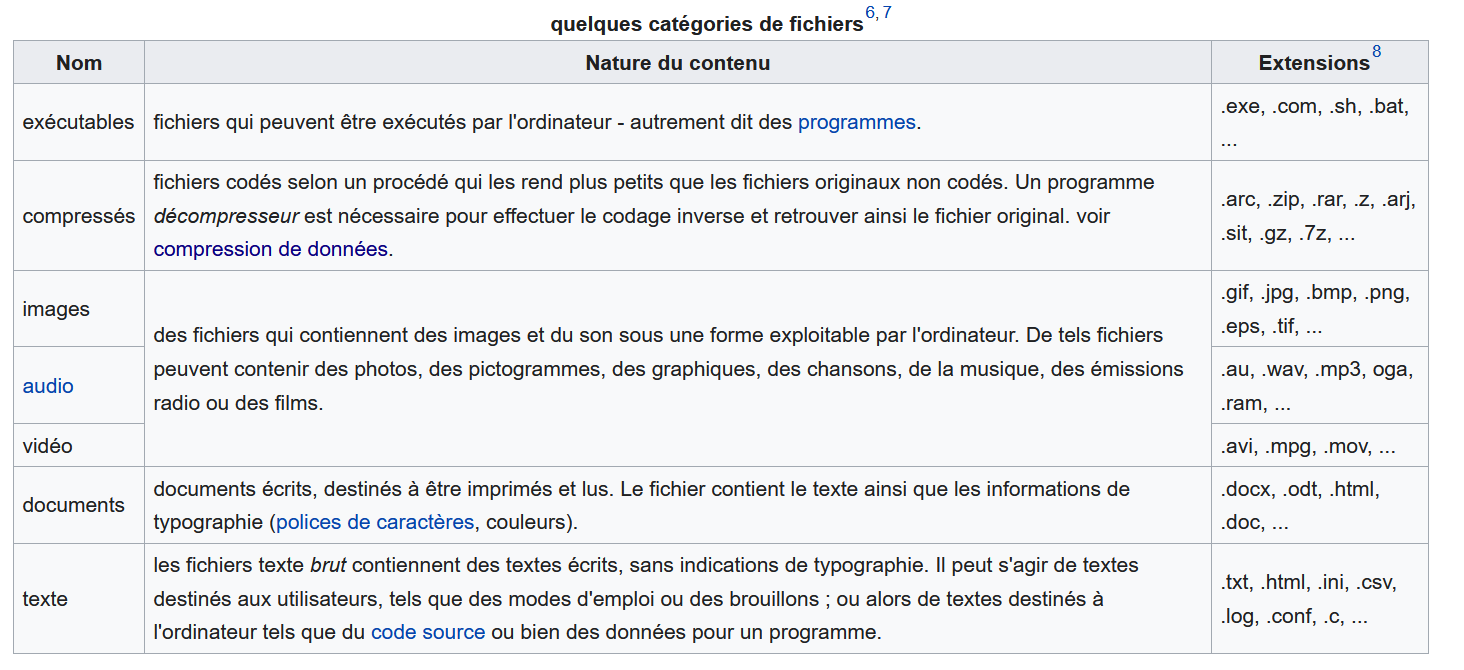 quelques catégories de fichiers6, 7
Nom
Nature du contenu
Extensions8
exécutables
fichiers qui peuvent être exécutés par l'ordinateur - autrement dit des programmes.
.exe, .com, .sh, .bat,
...
compressés
fichiers codés selon un procédé qui les rend plus petits que les fichiers originaux non codés. Un programme
décompresseur est nécessaire pour effectuer le codage inverse et retrouver ainsi le fichier original. voir
compression de données.
.arc, .zip, .rar, .z, .arj,
.sit, .gz, .7z, ...
images
des fichiers qui contiennent des images et du son sous une forme exploitable par l'ordinateur. De tels fichiers
peuvent contenir des photos, des pictogrammes, des graphiques, des chansons, de la musique, des émissions
radio ou des films.
.gif, .jpg, .bmp, .png,
.eps, .tif, ...
audio
.au, .wav, .mp3, oga,
.ram, ...
vidéo
.avi, .mpg, .mov, ...
documents
documents écrits, destinés à être imprimés et lus. Le fichier contient le texte ainsi que les informations de
typographie (polices de caractères, couleurs).
.docx, .odt, .html,
.doc, ...
texte
les fichiers texte brut contiennent des textes écrits, sans indications de typographie. Il peut s'agir de textes
destinés aux utilisateurs, tels que des modes d'emploi ou des brouillons ; ou alors de textes destinés à
l'ordinateur tels que du code source ou bien des données pour un programme.
.txt, .html, .ini, .csv,
.log, .conf, .c, ...